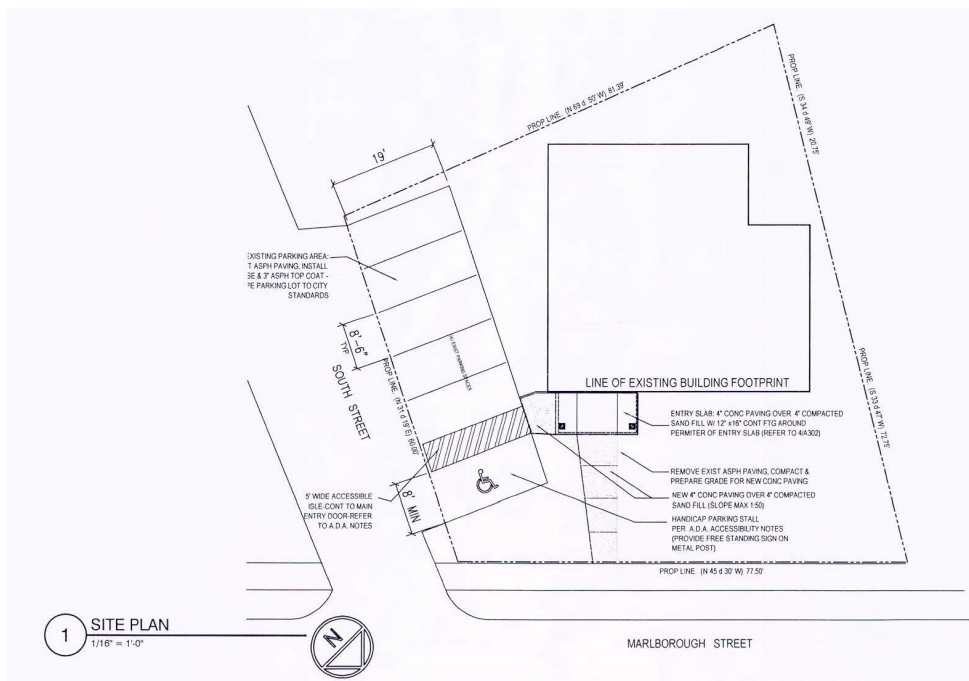 PROP LINE. (N 69 d 50' W) 81.39'
PROP LINE. (S 34 d 49' W) 20.75'
19'
EXISTING PARKING AREA:
T ASPH PAVING, INSTALL
SE & 3" ASPH TOP COAT -
PE PARKING LOT TO CITY
STANDARDS
8'-6"
TYP
EXIST PARKING SPACES
PROP LINE. (N 31 d 19' E) 60.00'
SOUTH STREET
LINE OF EXISTING BUILDING FOOTPRINT
PROP LINE. (S 33 d 47' W) 72.75'
ENTRY SLAB: 4" CONC PAVING OVER 4" COMPACTED
SAND FILL W/ 12" x16" CONT FTG AROUND
PERMITER OF ENTRY SLAB (REFER TO 4/A302)
REMOVE EXIST ASPH PAVING, COMPACT &
PREPARE GRADE FOR NEW CONC PAVING
NEW 4" CONC PAVING OVER 4" COMPACTED
SAND FILL (SLOPE MAX 1:50)
HANDICAP PARKING STALL
PER A.D.A. ACCESSIBILITY NOTES
(PROVIDE FREE STANDING SIGN ON
METAL POST)
5' WIDE ACCESSIBLE
ISLE-CONT TO MAIN
ENTRY DOOR-REFER
TO A.D.A. NOTES
8' MIN
PROP LINE. (N 45 d 30' W) 77.50'
1
SITE PLAN
1/16" = 1'-0"
N
MARLBOROUGH STREET